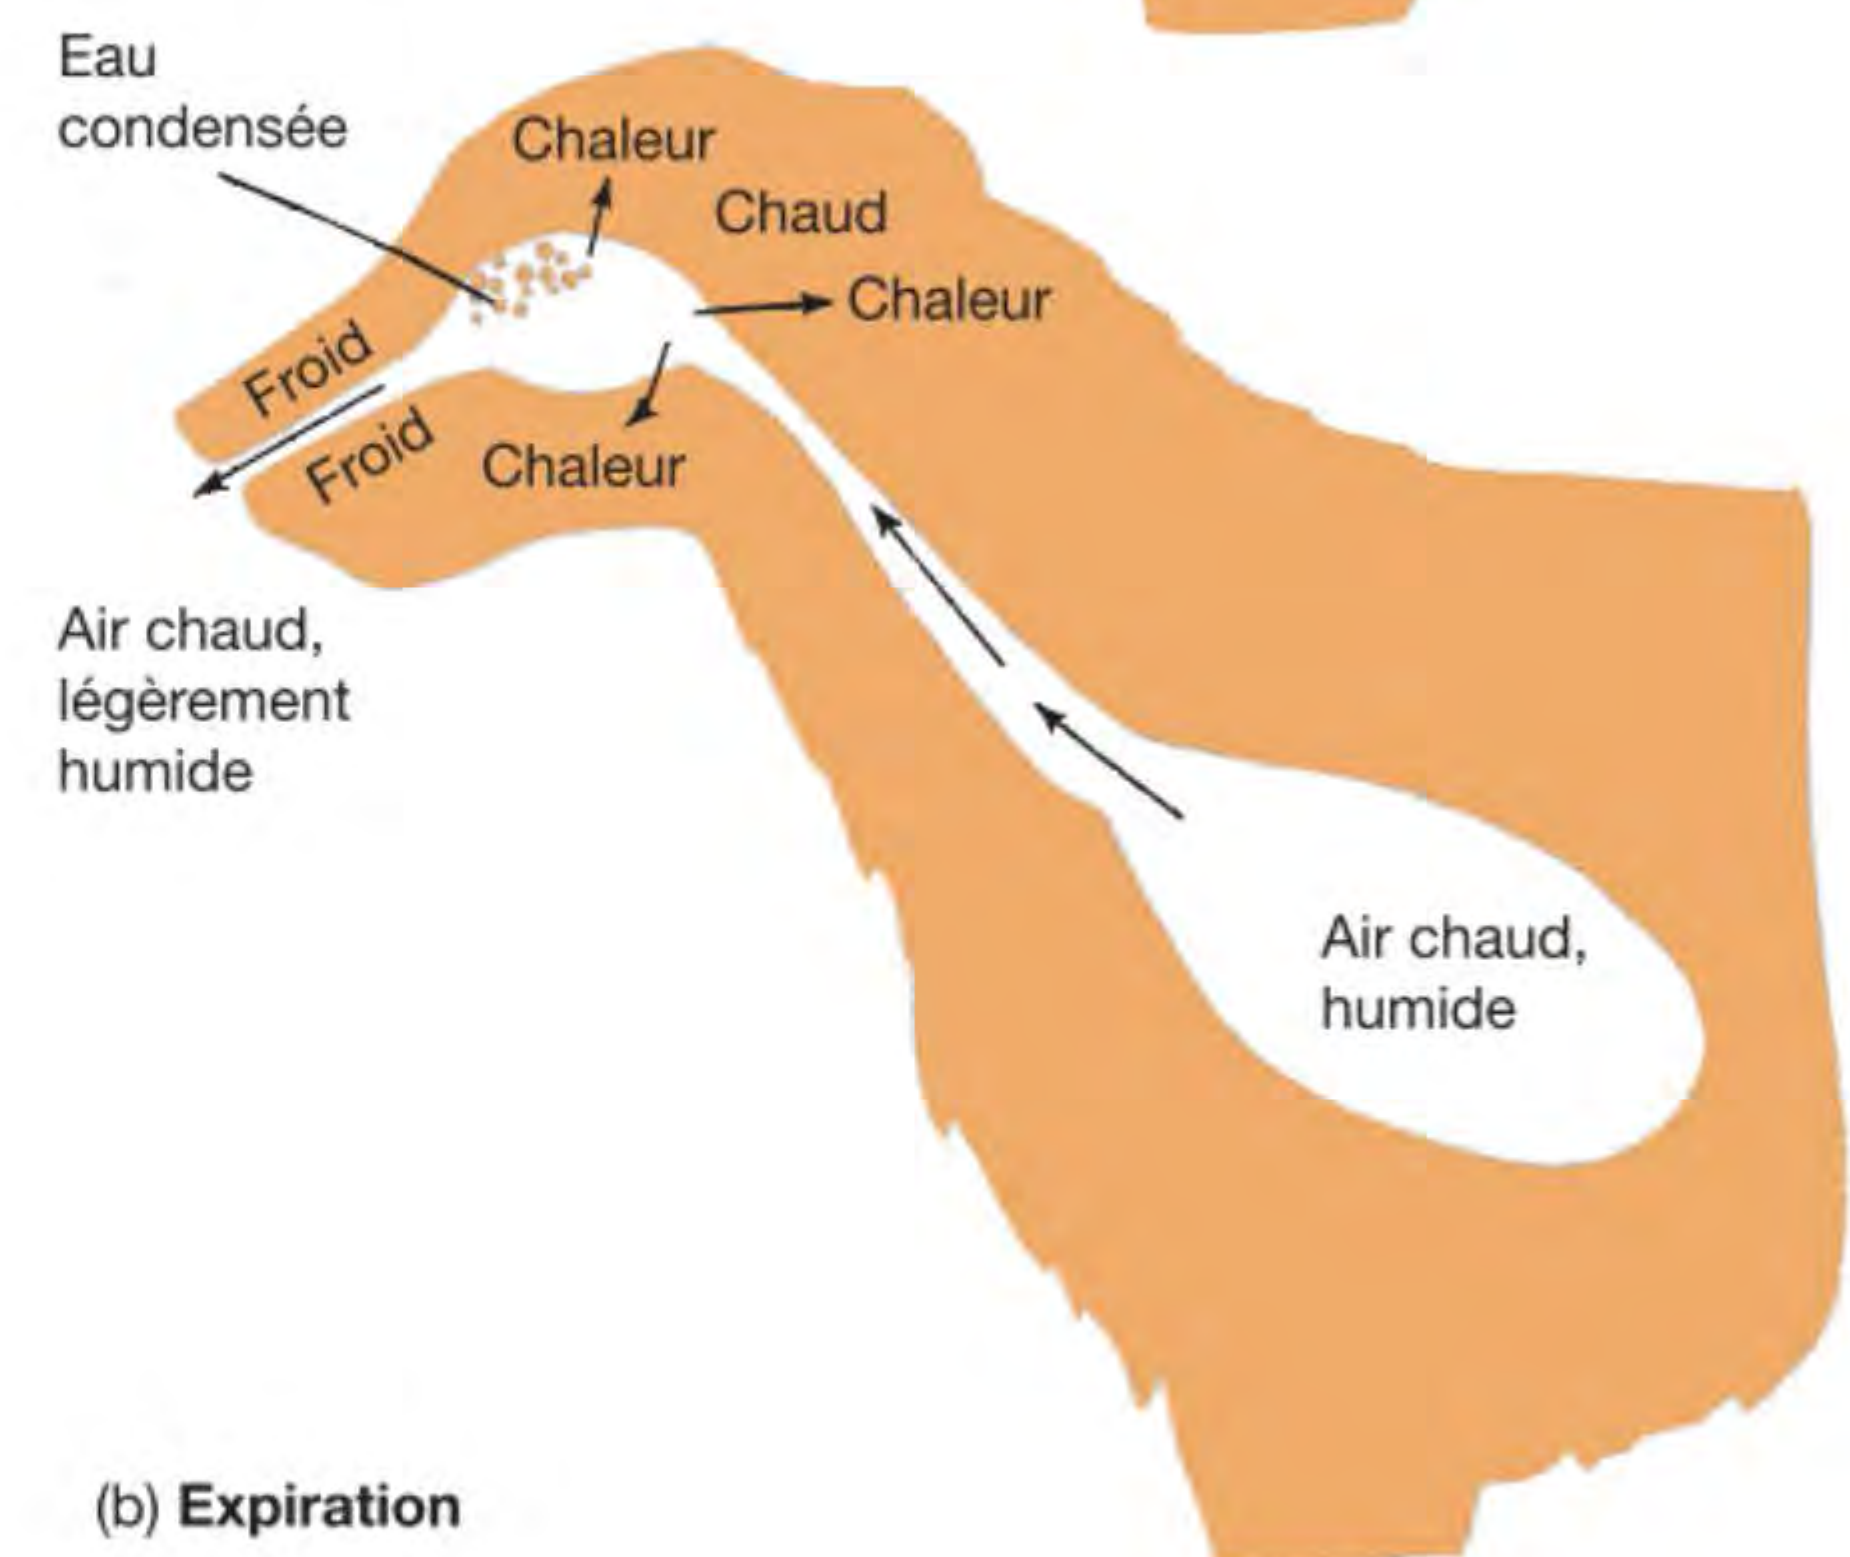 Eau
condensée
Chaleur
Chaud
Chaleur
Froid
Froid
Chaleur
Air chaud,
légèrement
humide
Air chaud,
humide
(b) Expiration